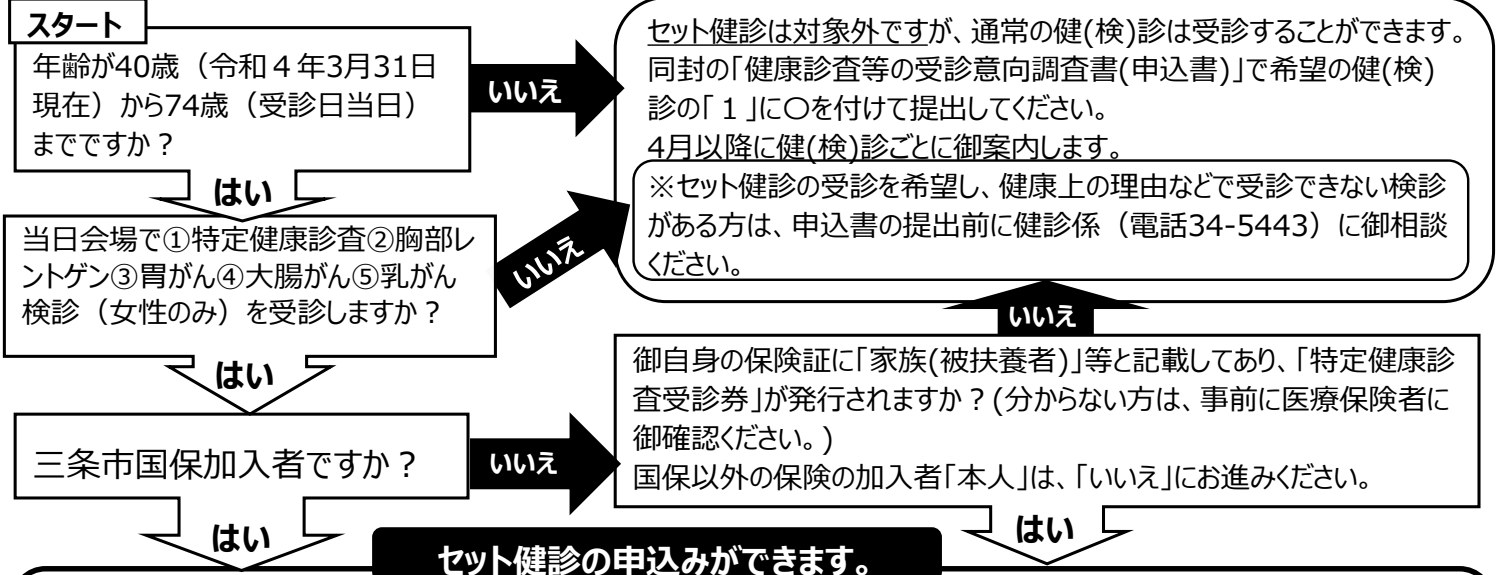 スタート
年齢が40歳（令和４年3月31日
現在）から74歳（受診日当日）
までですか？
いいえ
セット健診は対象外ですが、通常の健(検)診は受診することができます。
同封の「健康診査等の受診意向調査書(申込書)」で希望の健(検)
診の「１」に〇を付けて提出してください。
4月以降に健(検)診ごとに御案内します。
※セット健診の受診を希望し、健康上の理由などで受診できない検診
がある方は、申込書の提出前に健診係（電話34-5443）に御相談
ください。
はい
当日会場で①特定健康診査②胸部レ
ントゲン③胃がん④大腸がん⑤乳がん
検診（女性のみ）を受診しますか？
いいえ
はい
三条市国保加入者ですか？
いいえ
いいえ
御自身の保険証に「家族(被扶養者)」等と記載してあり、「特定健康診
査受診券」が発行されますか？(分からない方は、事前に医療保険者に
御確認ください。)
国保以外の保険の加入者「本人」は、「いいえ」にお進みください。
はい
はい
セット健診の申込みができます。